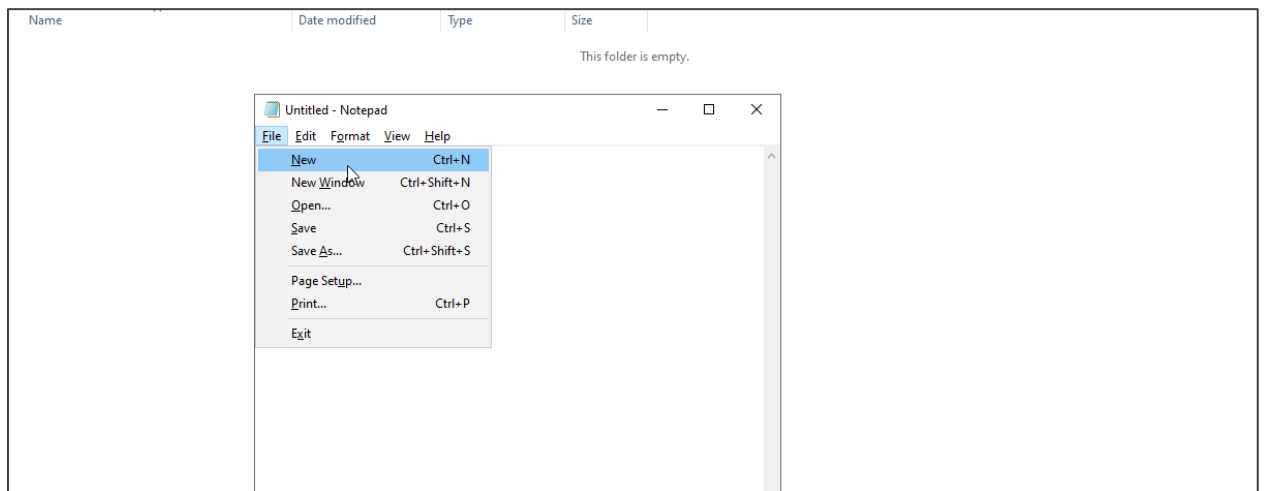 Name Date modified Type Size
This folder is empty.
Untitled - Notepad
File Edit Format View Help
New Ctrl+N
New Window Ctrl+Shift+N
Open... Ctrl+O
Save Ctrl+S
Save As... Ctrl+Shift+S
Page Setup...
Print... Ctrl+P
Exit